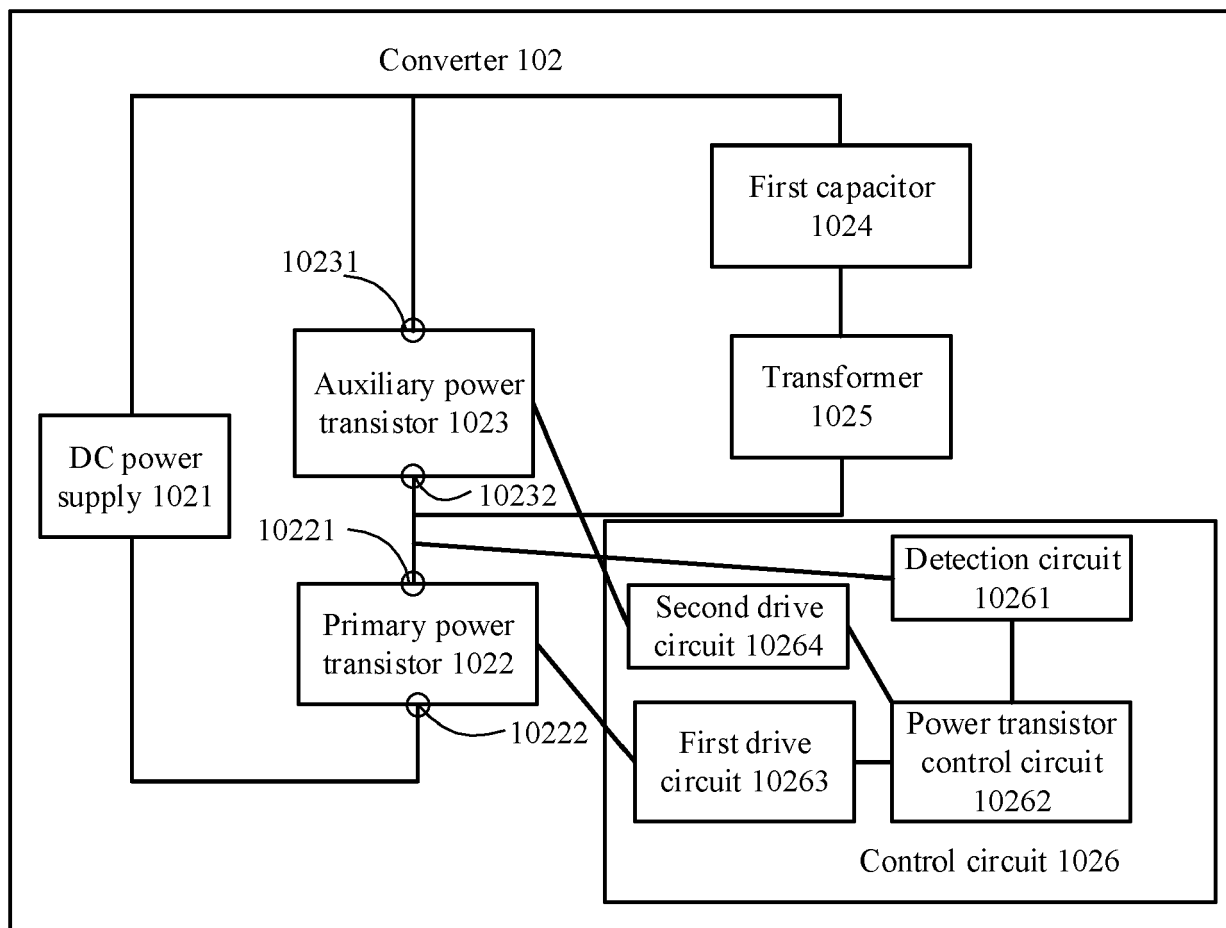 Converter 102
First capacitor
1024
10231
Auxiliary power
transistor 1023
Transformer
1025
DC power
supply 1021
10232
10221
Detection circuit
10261
Second drive
circuit 10264
Primary power
transistor 1022
10222
First drive
circuit 10263
Power transistor
control circuit
10262
Control circuit 1026